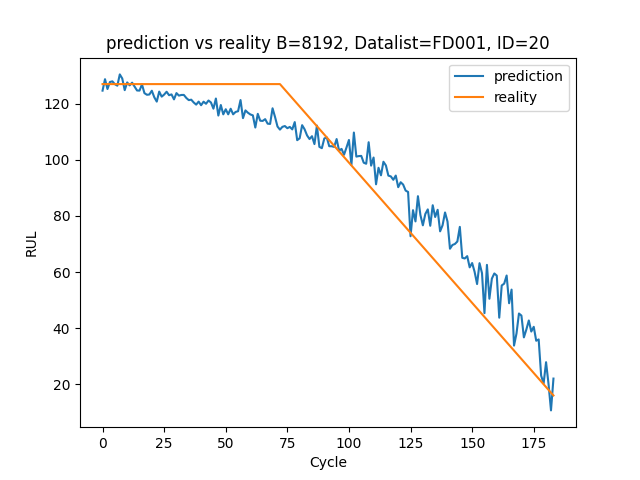 prediction vs reality B=8192, Datalist=FD001, ID=20
prediction
reality
RUL
120
100
80
60
40
20
0 25 50 75 100 125 150 175
Cycle